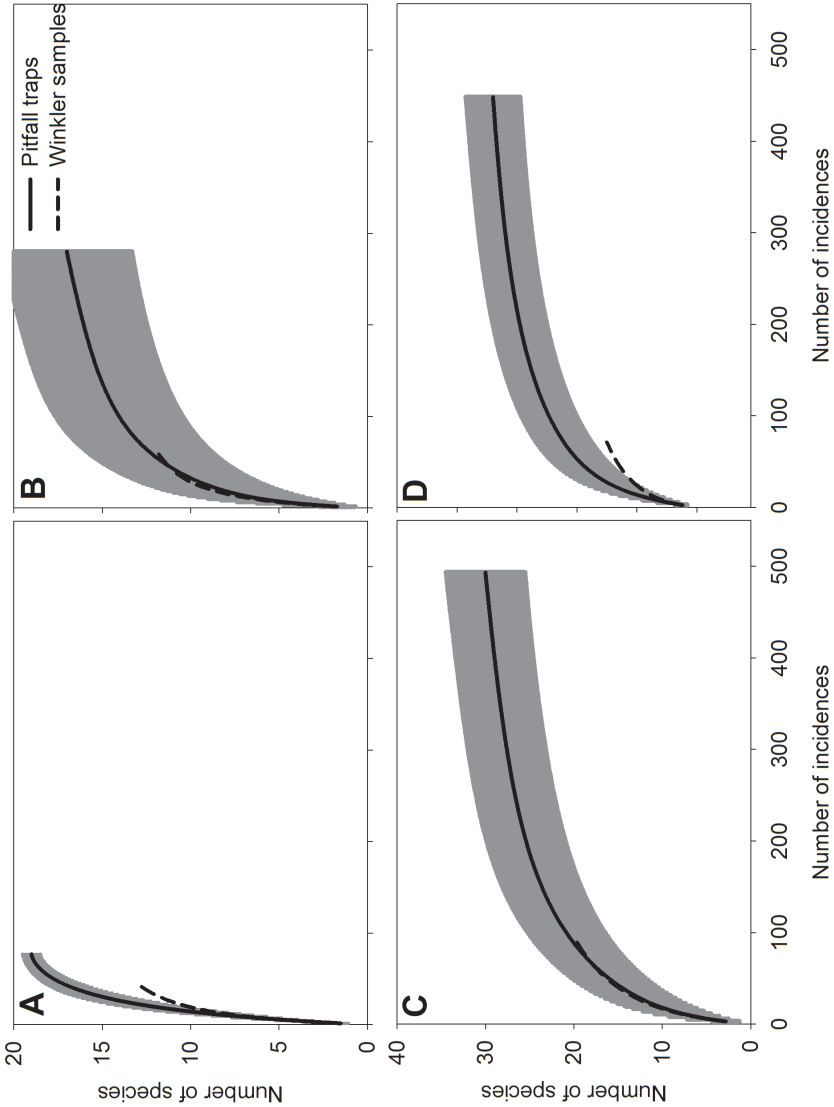 A
B
Pitfall traps
Winkler samples
20
15
10
5
0
Number of species
C
D
40
30
20
10
0
Number of species
0
100
200
300
400
500
Number of incidences
0
100
200
300
400
500
Number of incidences